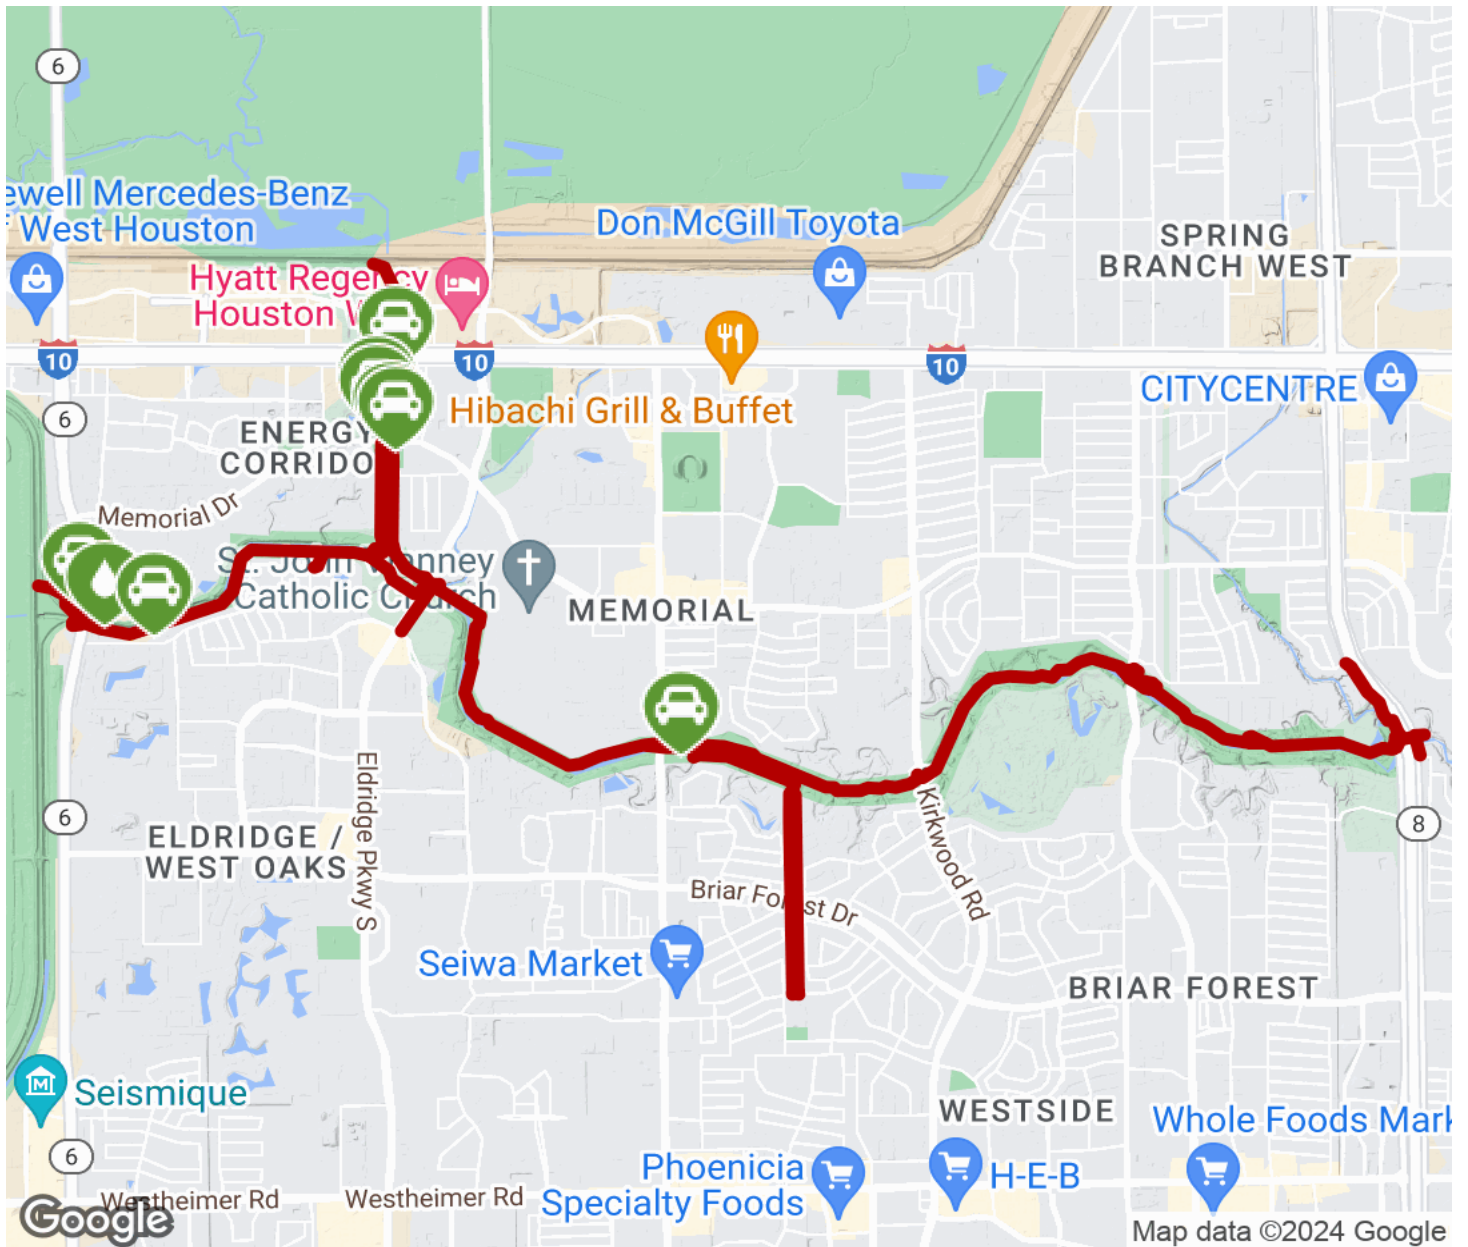 6
ewell Mercedes-Benz
f West Houston
Don McGill Toyota
SPRING
BRANCH WEST
Hyatt Regency
Houston W
10
10
10
CITYCENTRE
6
Hibachi Grill & Buffet
ENERGY
CORRIDO
Memorial Dr
St. John Vianney
Catholic Church
MEMORIAL
Eldridge Pkwy S
Kirkwood Rd
6
8
ELDRIDGE /
WEST OAKS
Briar Forest Dr
Seiwa Market
BRIAR FOREST
Seismique
WESTSIDE
Whole Foods Mark
6
Phoenicia
Specialty Foods
H-E-B
Westheimer Rd
Westheimer Rd
Google
Map data ©2024 Google